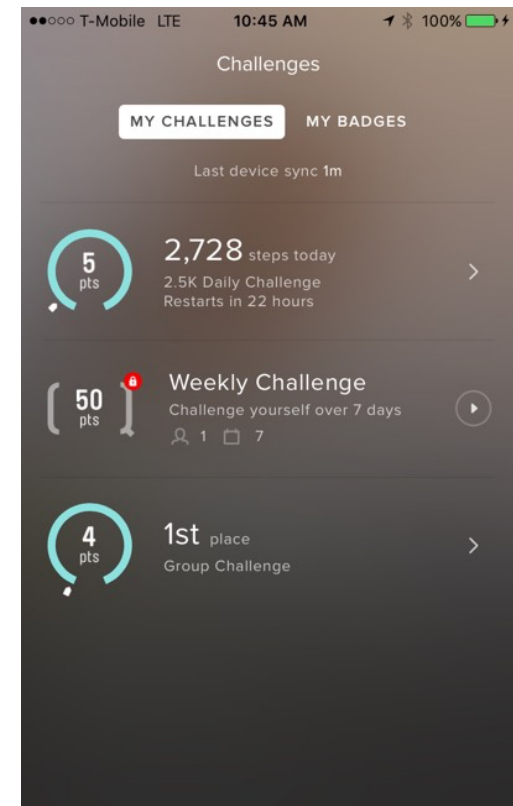 T-Mobile LTE 10:45 AM 100%
Challenges
MY CHALLENGES MY BADGES
Last device sync 1m
5
pts
2,728 steps today
2.5K Daily Challenge
Restarts in 22 hours
50
pts
Weekly Challenge
Challenge yourself over 7 days
1 7
4
pts
1st place
Group Challenge